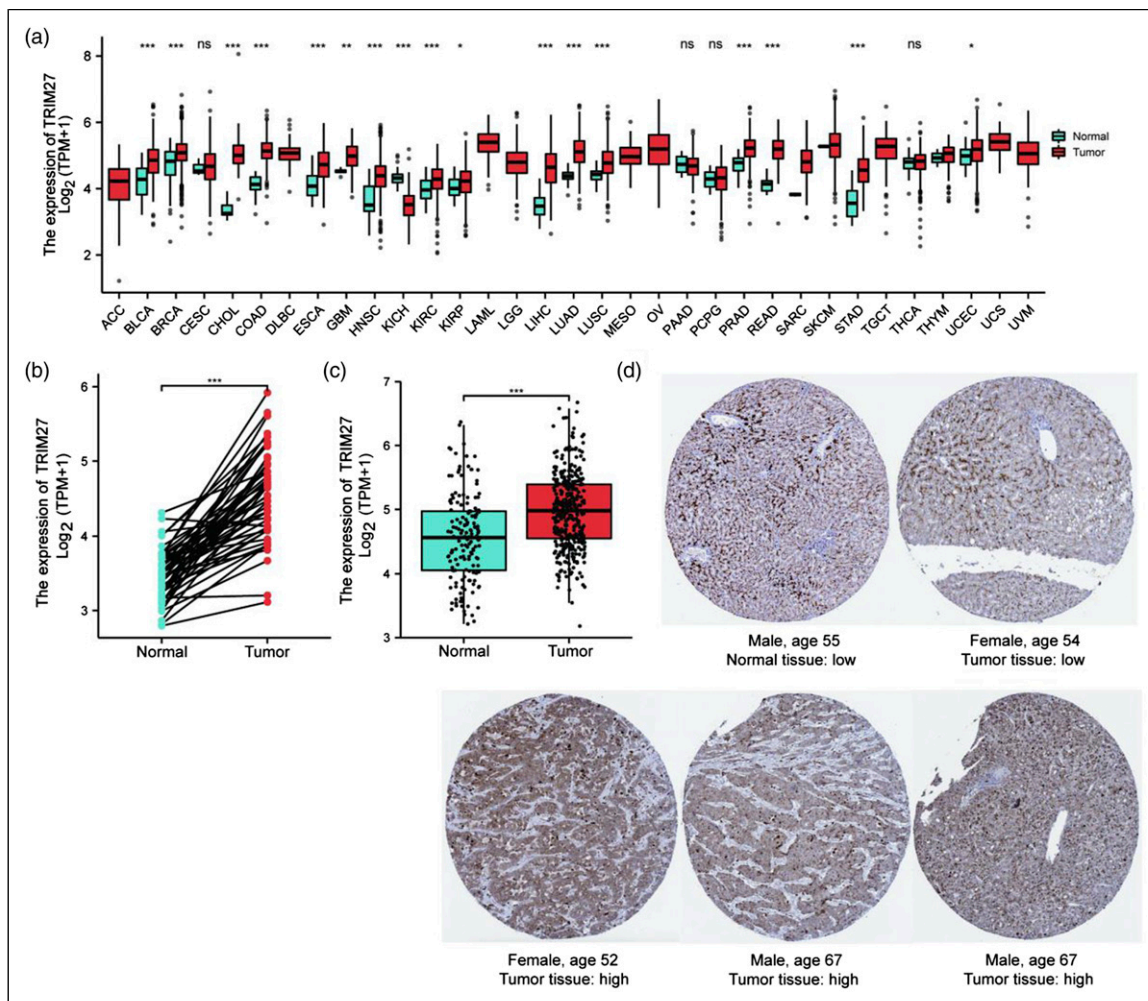 (a)
The expression of TRIM27
Log2 (TPM+1)
8
6
4
2
*** *** ns *** *** *** ** *** *** *** * *** *** *** ns ns *** *** *** ns *
Normal
Tumor
ACC BLCA BRCA CESC CHOL COAD DLBC ESCA GBM HNSC KICH KIRC KIRP LAML LGG LIHC LUAD LUSC MESO OV PAAD PCPG PRAD READ SARC SKCM STAD TGCT THCA THYM UCEC UCS UVM
(b)
The expression of TRIM27
Log2 (TPM+1)
6
5
4
3
***
Normal Tumor
(c)
The expression of TRIM27
Log2 (TPM+1)
7
6
5
4
3
***
Normal Tumor
(d)
Male, age 55
Normal tissue: low
Female, age 54
Tumor tissue: low
Female, age 52
Tumor tissue: high
Male, age 67
Tumor tissue: high
Male, age 67
Tumor tissue: high